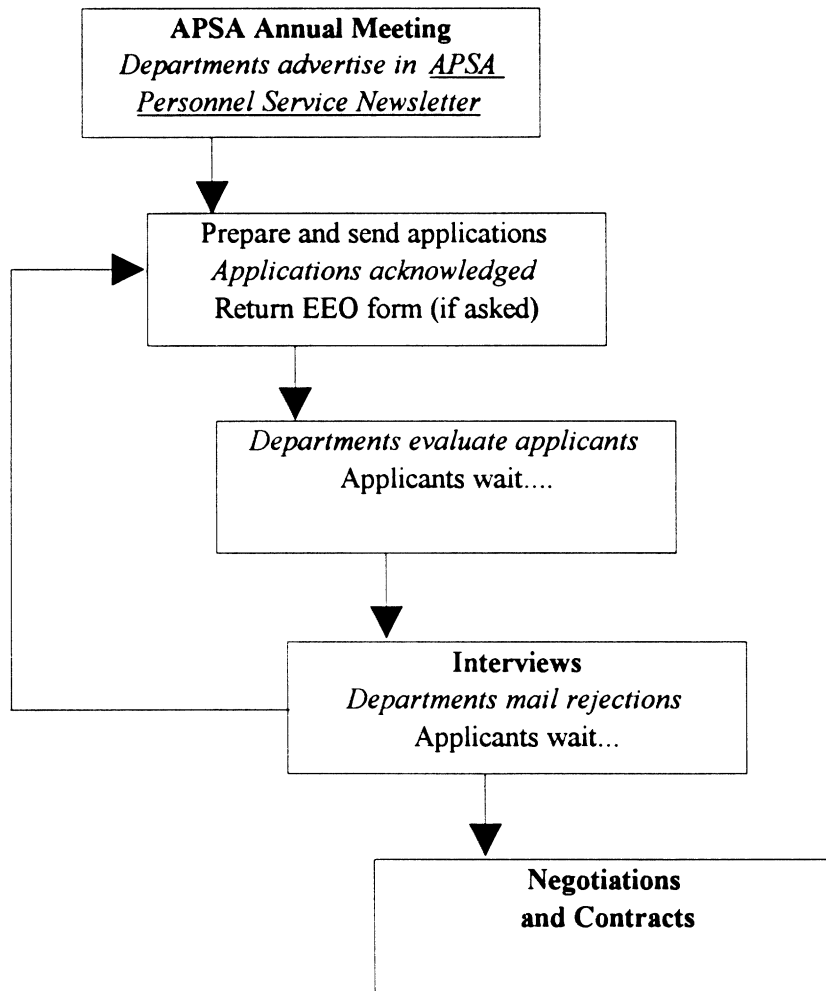 APSA Annual Meeting
Departments advertise in APSA
Personnel Service Newsletter
Prepare and send applications
Applications acknowledged
Return EEO form (if asked)
Departments evaluate applicants
Applicants wait....
Interviews
Departments mail rejections
Applicants wait...
Negotiations
and Contracts